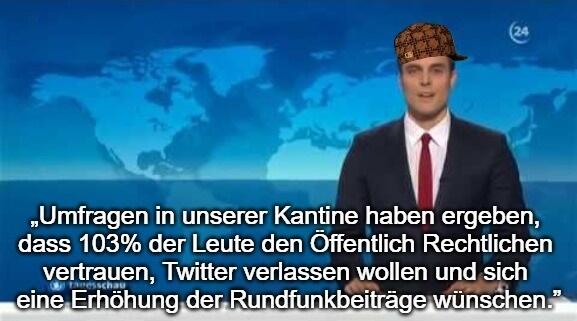 24
„Umfragen in unserer Kantine haben ergeben,
dass 103% der Leute den Öffentlich Rechtlichen
vertrauen, Twitter verlassen wollen und sich
eine Erhöhung der Rundfunkbeiträge wünschen.”
tagesschau